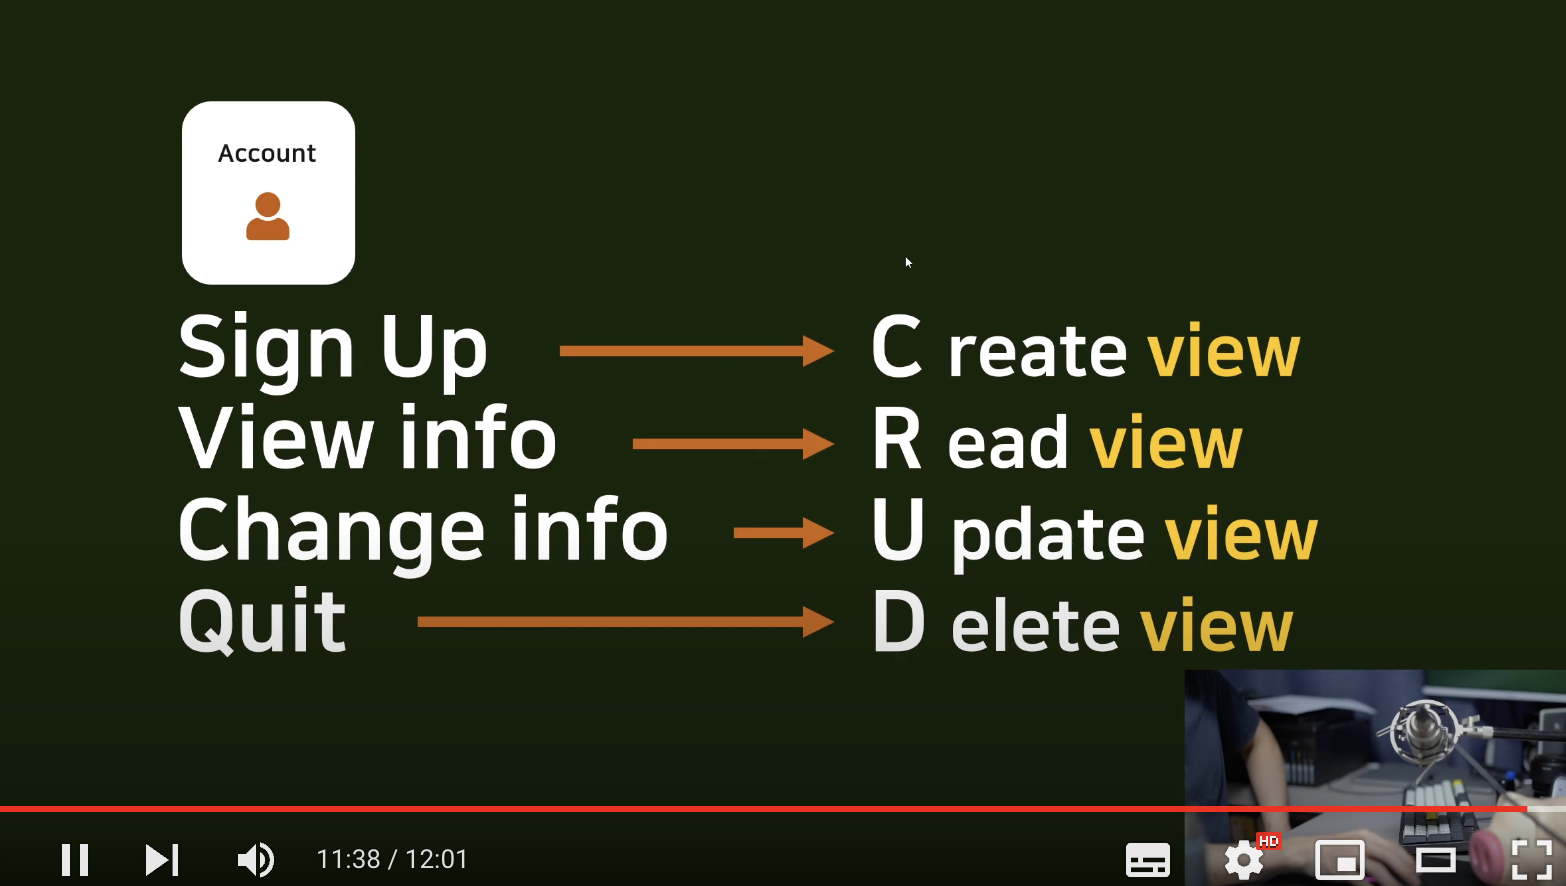 Account
Sign Up C reate view
View info R ead view
Change info U pdate view
Quit D elete view
11:38 / 12:01
HD